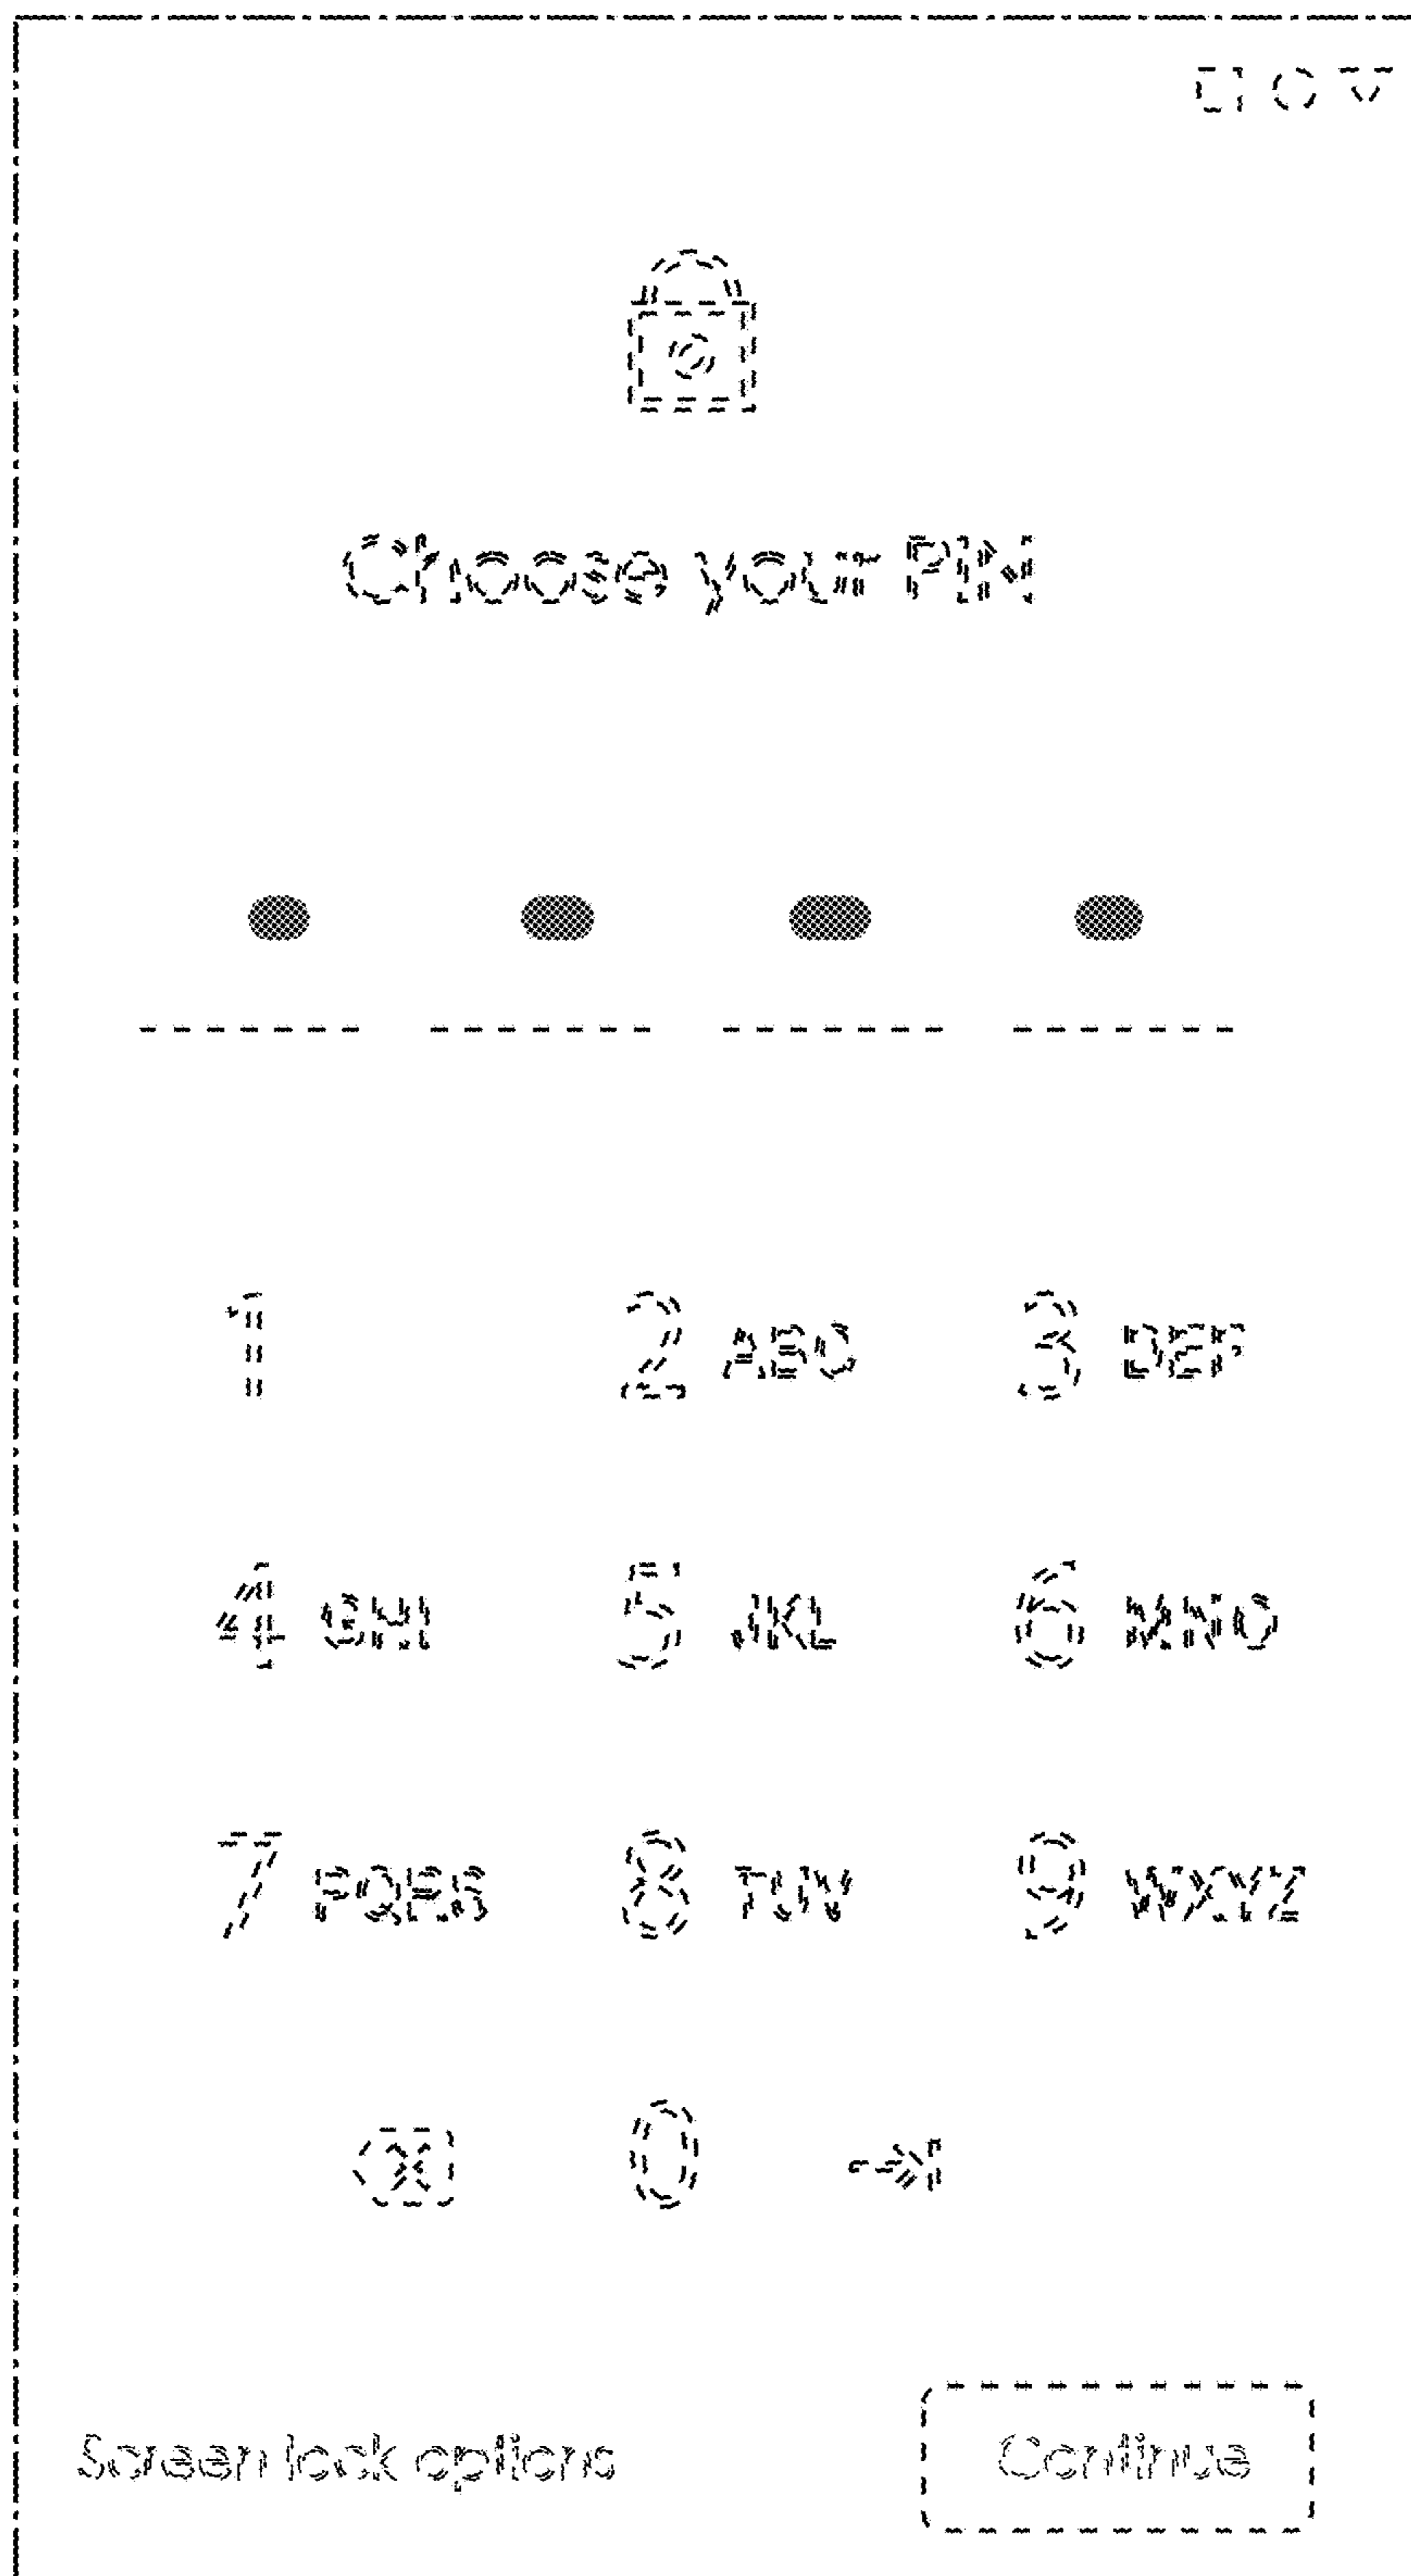 Choose your PIN
1 2 ABC 3 DEF
4 GHI 5 JKL 6 MNO
7 PQRS 8 TUV 9 WXYZ
0
Screen lock options Continue